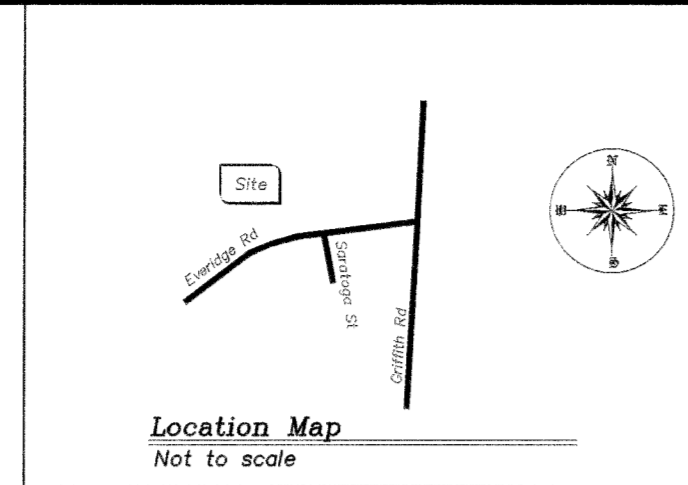 N
Site
E
S
Everidge Rd
Saratoga St
Griffith Rd
Location Map
Not to scale